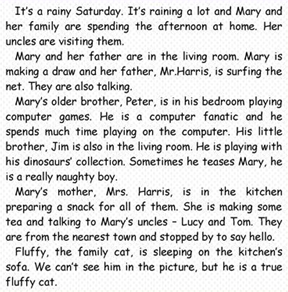 It's a rainy Saturday. It's raining a lot and Mary and
her family are spending the afternoon at home. Her
uncles are visiting them.
Mary and her father are in the living room. Mary is
making a draw and her father, Mr.Harris, is surfing the
net. They are also talking.
Mary's older brother, Peter, is in his bedroom playing
computer games. He is a computer fanatic and he
spends much time playing on the computer. His little
brother, Jim is also in the living room. He is playing with
his dinosaurs' collection. Sometimes he teases Mary, he
is a really naughty boy.
Mary's mother, Mrs. Harris, is in the kitchen
preparing a snack for all of them. She is making some
tea and talking to Mary's uncles – Lucy and Tom. They
are from the nearest town and stopped by to say hello.
Fluffy, the family cat, is sleeping on the kitchen's
sofa. We can't see him in the picture, but he is a true
fluffy cat.